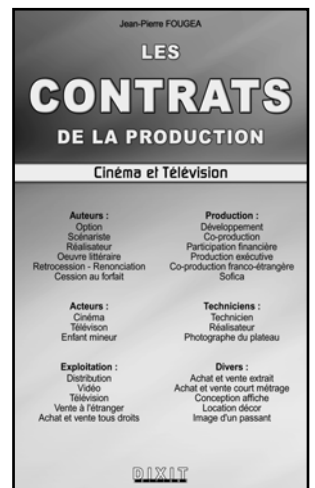 Jean-Pierre FOUGEA
LES
CONTRATS
DE LA PRODUCTION
Cinéma et Télévision
Auteurs :
Option
Scénariste
Réalisateur
Oeuvre littéraire
Retrocession - Renonciation
Cession au forfait
Production :
Développement
Co-production
Participation financière
Production exécutive
Co-production franco-étrangère
Sofica
Acteurs :
Cinéma
Télévison
Enfant mineur
Techniciens :
Technicien
Réalisateur
Photographe du plateau
Exploitation :
Distribution
Vidéo
Télévision
Vente à l'étranger
Achat et vente tous droits
Divers :
Achat et vente extrait
Achat et vente court métrage
Conception affiche
Location décor
Image d'un passant
DIXIT